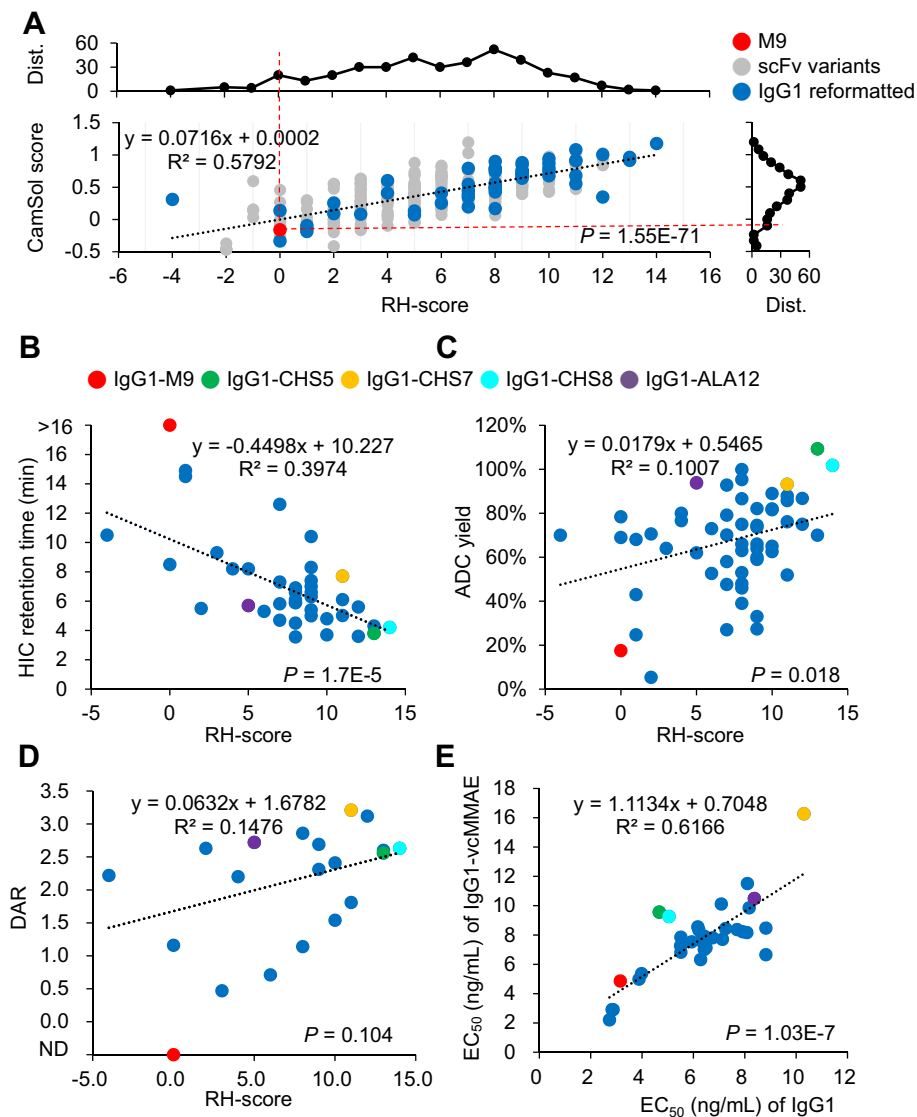 A
Dist.
60
30
0
M9
scFv variants
IgG1 reformatted
CamSol score
1.5
1
0.5
0
-0.5
y = 0.0716x + 0.0002
R² = 0.5792
P = 1.55E-71
-6 -4 -2 0 2 4 6 8 10 12 14 16
RH-score
0 30 60
Dist.
B
C
IgG1-M9 IgG1-CHS5 IgG1-CHS7 IgG1-CHS8 IgG1-ALA12
HIC retention time (min)
>16
16
14
12
10
8
6
4
2
0
y = -0.4498x + 10.227
R² = 0.3974
P = 1.7E-5
-5 0 5 10 15
RH-score
ADC yield
120%
100%
80%
60%
40%
20%
0%
y = 0.0179x + 0.5465
R² = 0.1007
P = 0.018
-5 0 5 10 15
RH-score
D
DAR
3.5
3.0
2.5
2.0
1.5
1.0
0.5
0.0
ND
y = 0.0632x + 1.6782
R² = 0.1476
P = 0.104
-5.0 0.0 5.0 10.0 15.0
RH-score
E
EC₅₀ (ng/mL) of IgG1-vcMMAE
18
16
14
12
10
8
6
4
2
0
y = 1.1134x + 0.7048
R² = 0.6166
P = 1.03E-7
0 2 4 6 8 10 12
EC₅₀ (ng/mL) of IgG1